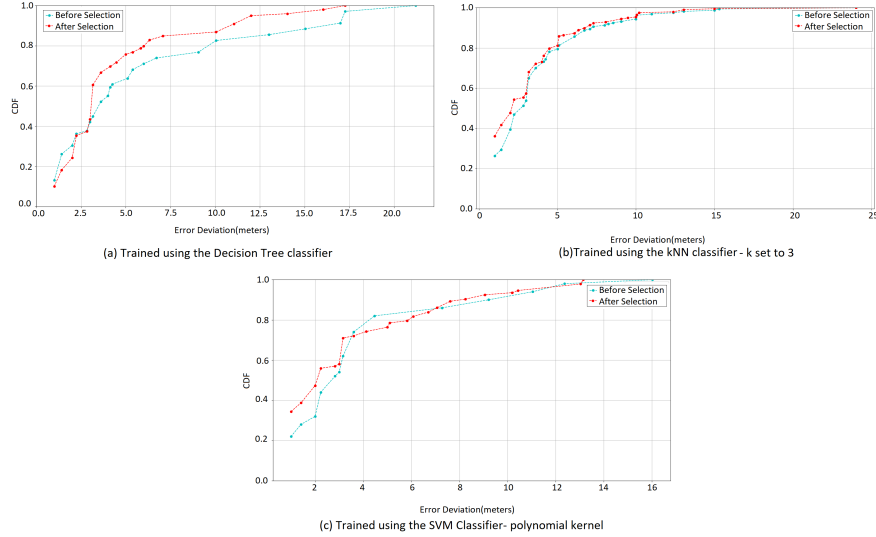 Before Selection
After Selection
CDF
1.0
0.8
0.6
0.4
0.2
0.0
0.0 2.5 5.0 7.5 10.0 12.5 15.0 17.5 20.0
Error Deviation(meters)
(a) Trained using the Decision Tree classifier
Before Selection
After Selection
CDF
1.0
0.8
0.6
0.4
0.2
0.0
0 5 10 15 20 25
Error Deviation(meters)
(b)Trained using the kNN classifier - k set to 3
Before Selection
After Selection
CDF
1.0
0.8
0.6
0.4
0.2
0.0
2 4 6 8 10 12 14 16
Error Deviation(meters)
(c) Trained using the SVM Classifier- polynomial kernel